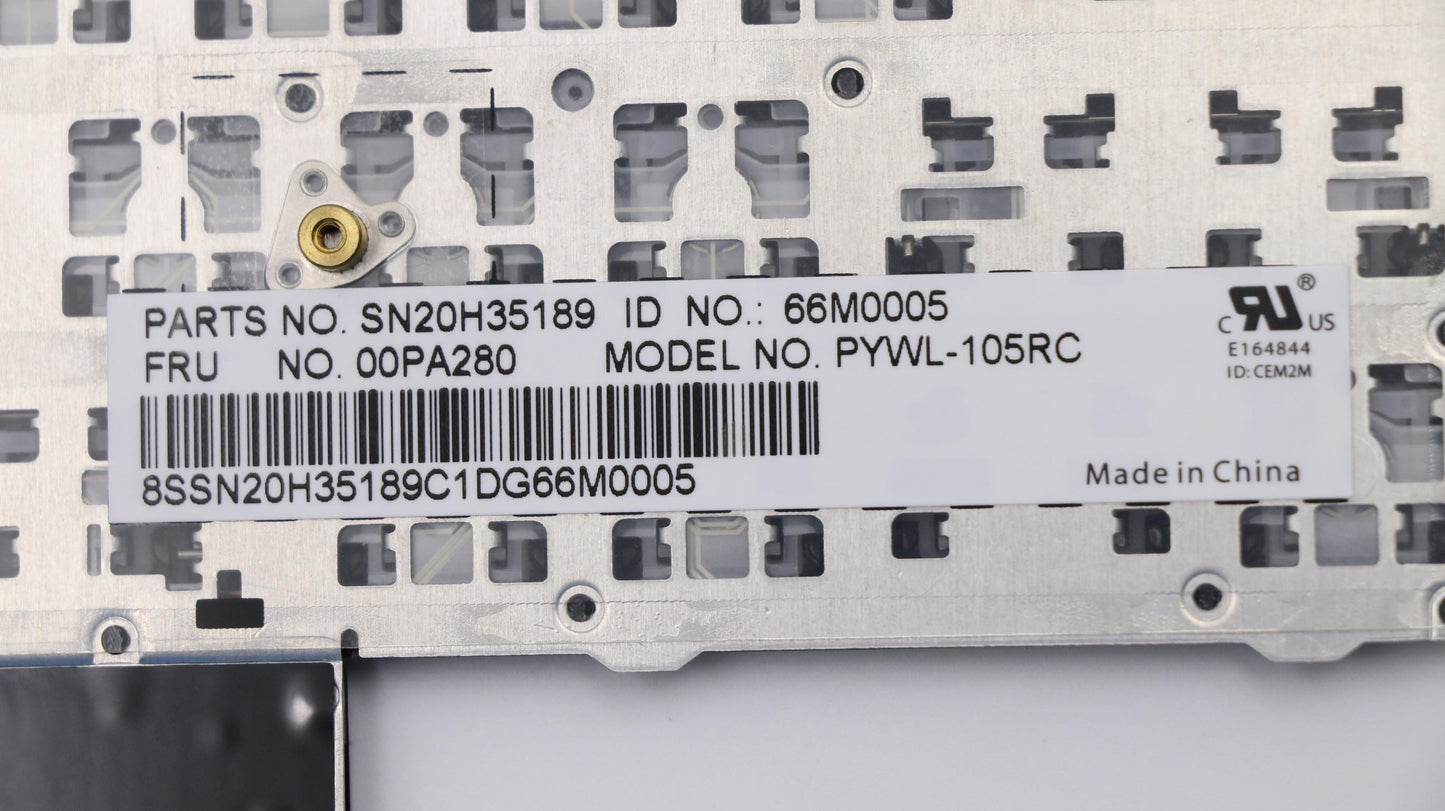 PARTS NO. SN20H35189 ID NO.: 66M0005
FRU NO. 00PA280 MODEL NO. PYWL-105RC
8SSN20H35189C1DG66M0005
C RU US ®
E164844
ID: CEM2M
Made in China